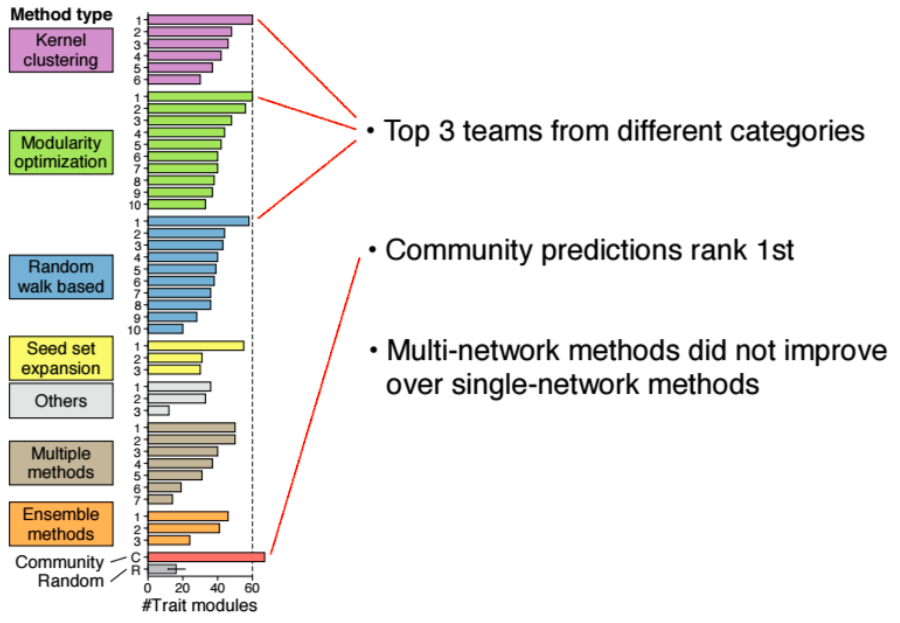 Method type
Kernel
clustering
1
2
3
4
5
6
Modularity
optimization
1
2
3
4
5
6
7
8
9
10
Random
walk based
1
2
3
4
5
6
7
8
9
10
Seed set
expansion
1
2
3
Others
1
2
3
Multiple
methods
1
2
3
4
5
6
7
Ensemble
methods
1
2
3
Community
C
Random
R
0 20 40 60
#Trait modules
• Top 3 teams from different categories
• Community predictions rank 1st
• Multi-network methods did not improve
over single-network methods